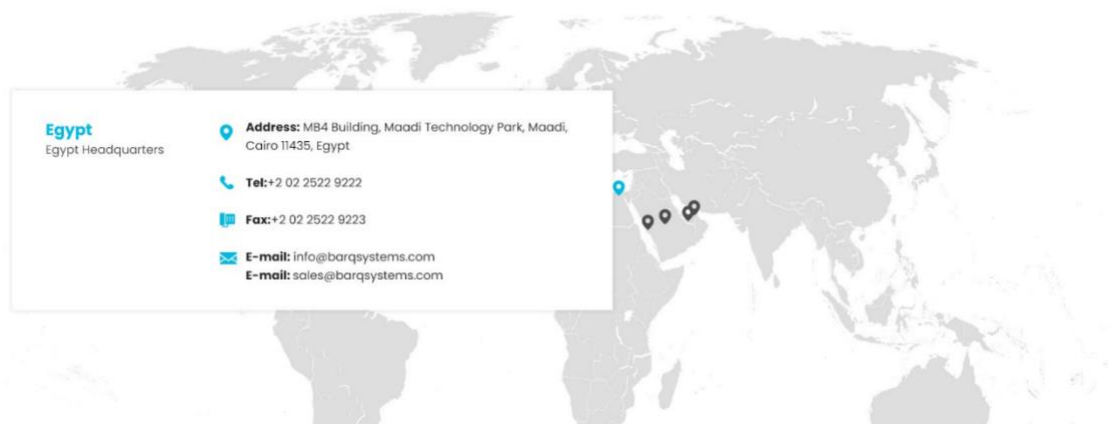 Egypt
Egypt Headquarters
Address: MB4 Building, Maadi Technology Park, Maadi,
Cairo 11435, Egypt
Tel:+2 02 2522 9222
Fax:+2 02 2522 9223
E-mail: info@barqsystems.com
E-mail: sales@barqsystems.com